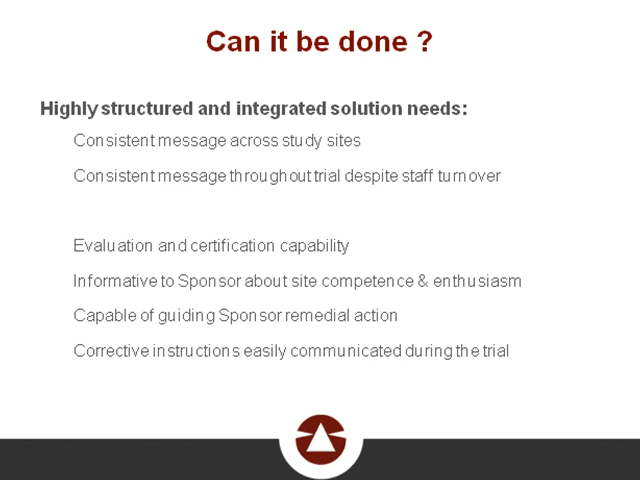 Can it be done ?
Highly structured and integrated solution needs:
Consistent message across study sites
Consistent message throughout trial despite staff turnover
Evaluation and certification capability
Informative to Sponsor about site competence & enthusiasm
Capable of guiding Sponsor remedial action
Corrective instructions easily communicated during the trial